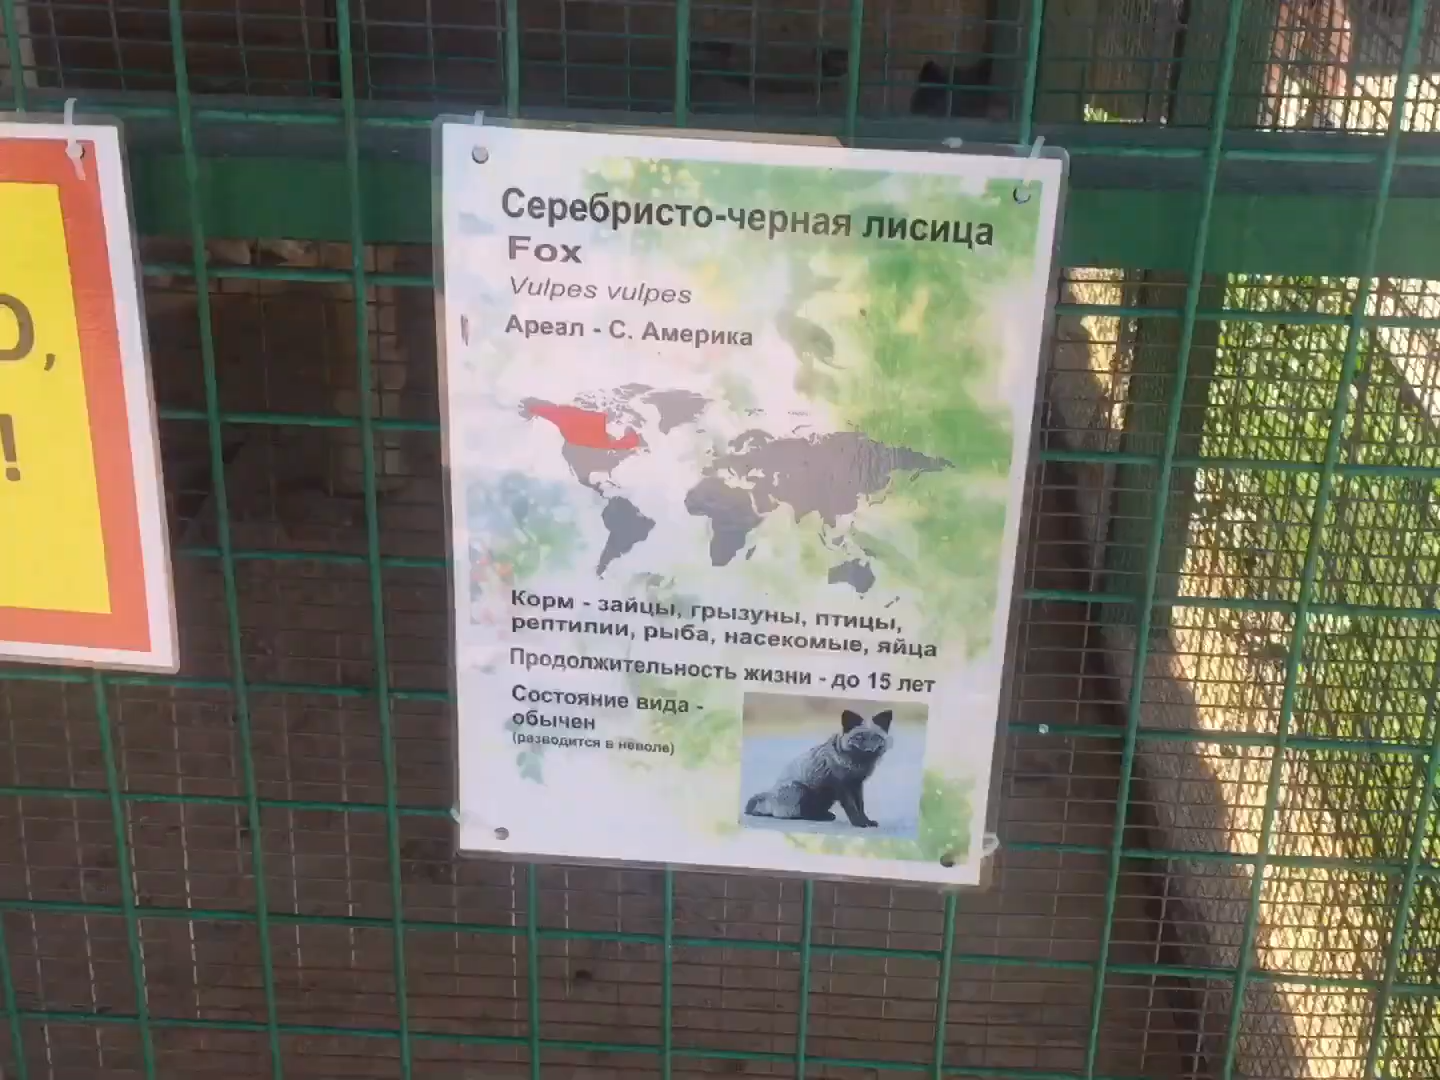 Серебристо-черная лисица
Fox
Vulpes vulpes
Ареал - С. Америка
Корм - зайцы, грызуны, птицы,
рептилии, рыба, насекомые, яйца
Продолжительность жизни - до 15 лет
Состояние вида -
обычен
(разводится в неволе)